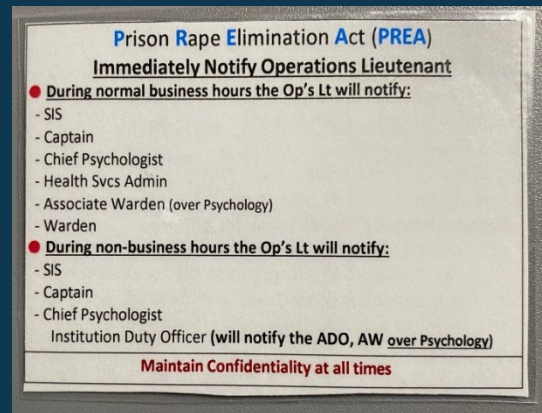 Prison Rape Elimination Act (PREA)
Immediately Notify Operations Lieutenant
During normal business hours the Op's Lt will notify:
- SIS
- Captain
- Chief Psychologist
- Health Svcs Admin
- Associate Warden (over Psychology)
- Warden
During non-business hours the Op's Lt will notify:
- SIS
- Captain
- Chief Psychologist
Institution Duty Officer (will notify the ADO, AW over Psychology)
Maintain Confidentiality at all times